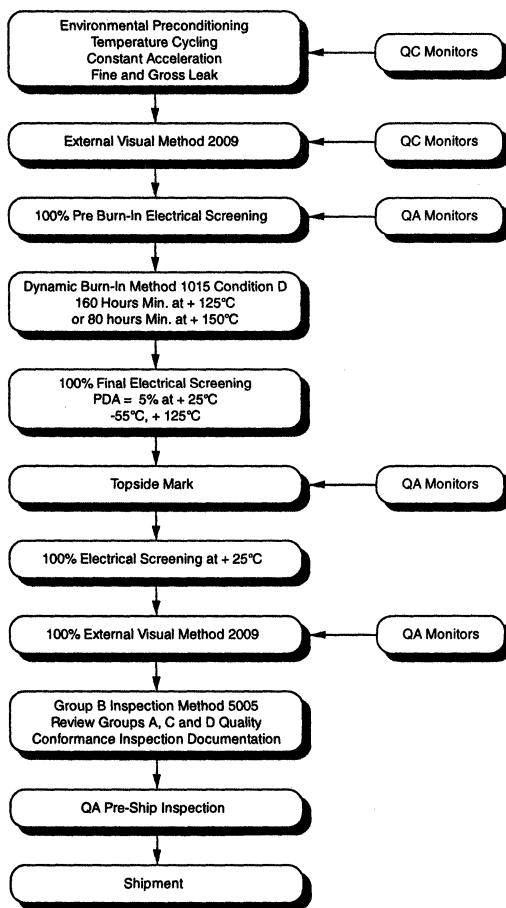 Environmental Preconditioning
Temperature Cycling
Constant Acceleration
Fine and Gross Leak
QC Monitors
External Visual Method 2009
QC Monitors
100% Pre Burn-In Electrical Screening
QA Monitors
Dynamic Burn-In Method 1015 Condition D
160 Hours Min. at + 125°C
or 80 hours Min. at + 150°C
100% Final Electrical Screening
PDA = 5% at + 25°C
-55°C, + 125°C
Topside Mark
QA Monitors
100% Electrical Screening at + 25°C
100% External Visual Method 2009
QA Monitors
Group B Inspection Method 5005
Review Groups A, C and D Quality
Conformance Inspection Documentation
QA Pre-Ship Inspection
Shipment